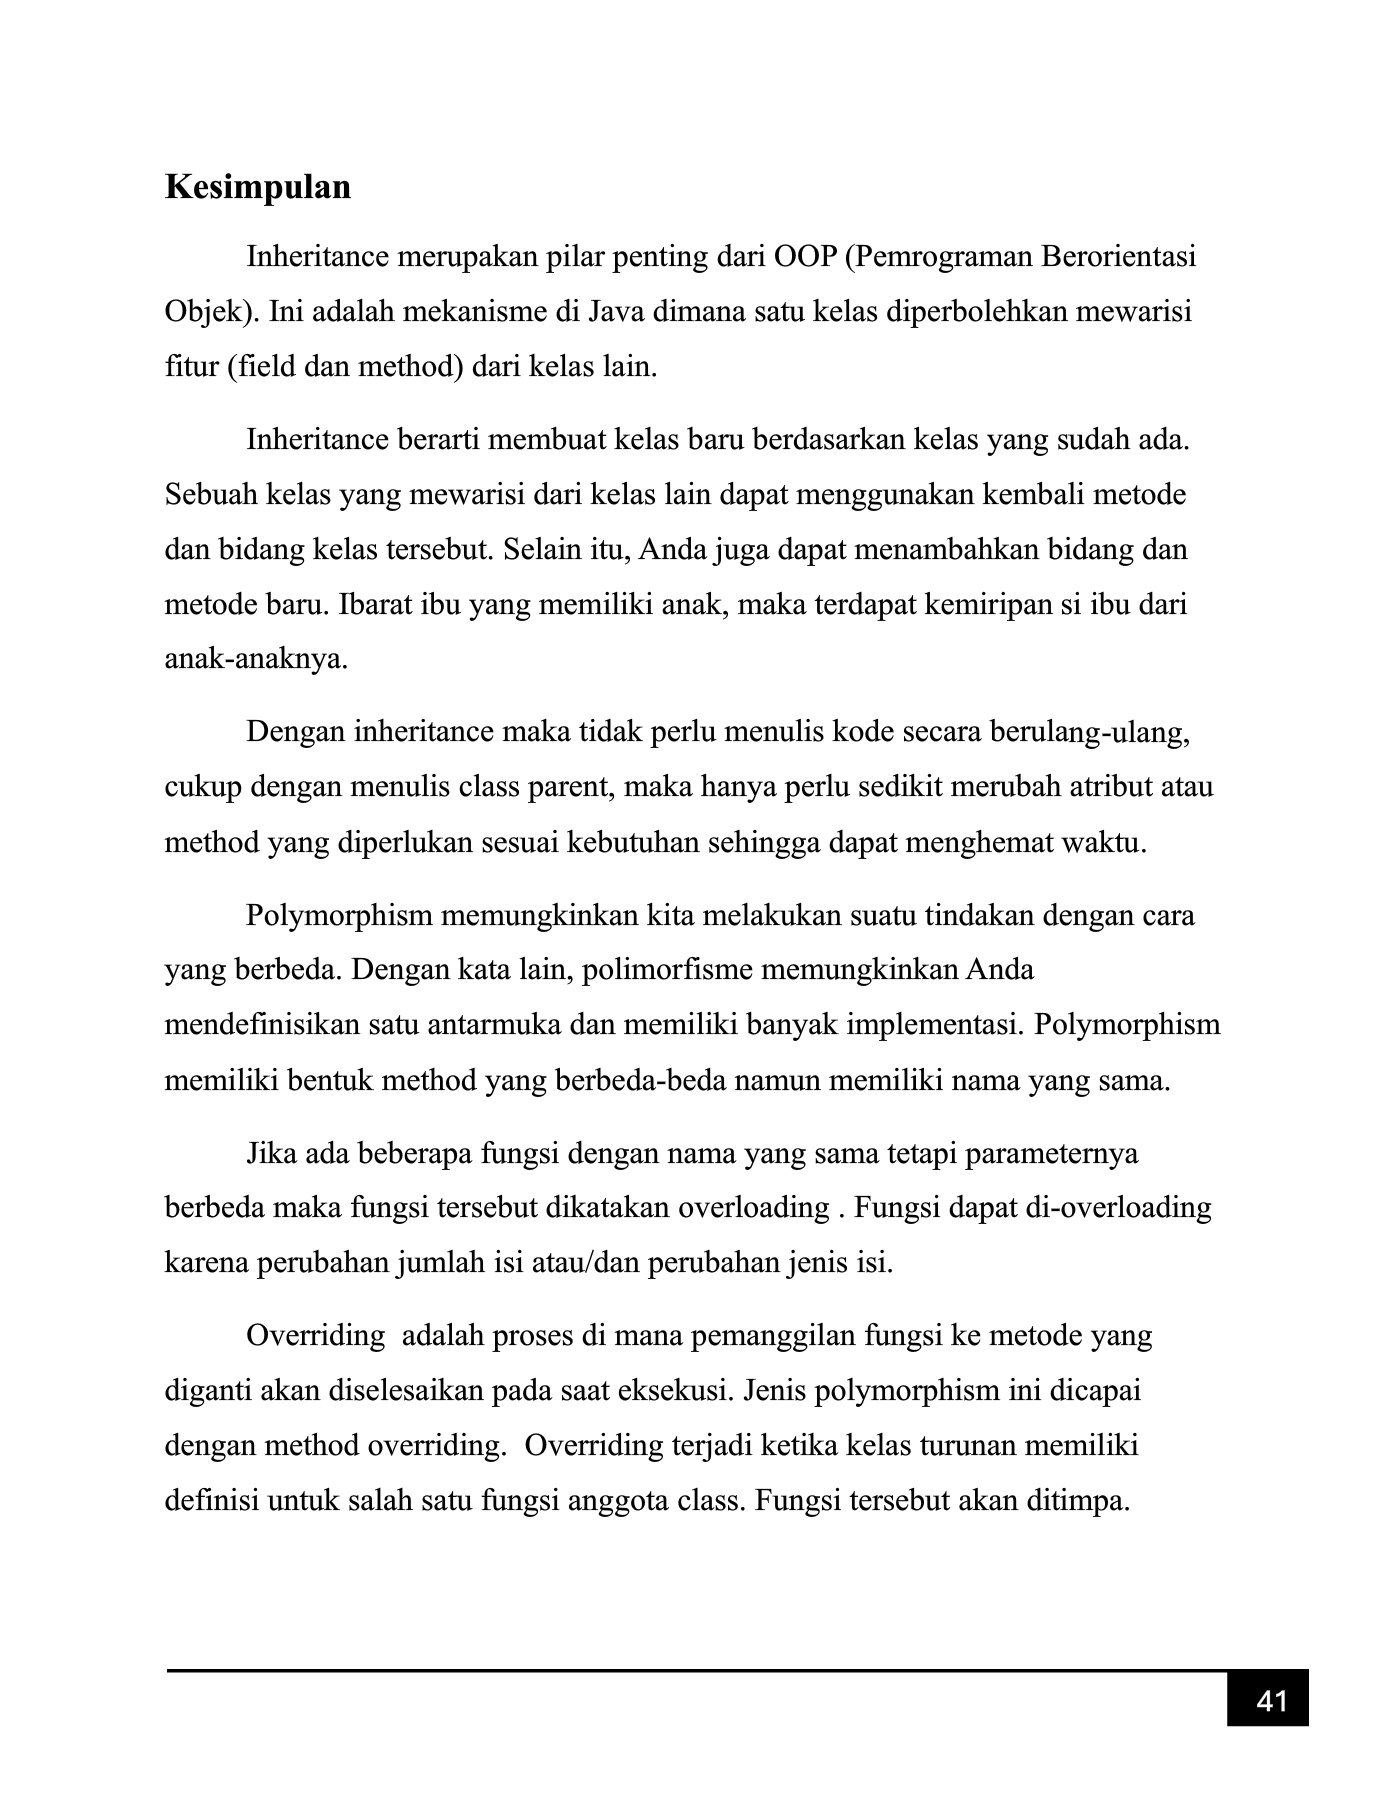 Kesimpulan
Inheritance merupakan pilar penting dari OOP (Pemrograman Berorientasi
Objek). Ini adalah mekanisme di Java dimana satu kelas diperbolehkan mewarisi
fitur (field dan method) dari kelas lain.
Inheritance berarti membuat kelas baru berdasarkan kelas yang sudah ada.
Sebuah kelas yang mewarisi dari kelas lain dapat menggunakan kembali metode
dan bidang kelas tersebut. Selain itu, Anda juga dapat menambahkan bidang dan
metode baru. Ibarat ibu yang memiliki anak, maka terdapat kemiripan si ibu dari
anak-anaknya.
Dengan inheritance maka tidak perlu menulis kode secara berulang-ulang,
cukup dengan menulis class parent, maka hanya perlu sedikit merubah atribut atau
method yang diperlukan sesuai kebutuhan sehingga dapat menghemat waktu.
Polymorphism memungkinkan kita melakukan suatu tindakan dengan cara
yang berbeda. Dengan kata lain, polimorfisme memungkinkan Anda
mendefinisikan satu antarmuka dan memiliki banyak implementasi. Polymorphism
memiliki bentuk method yang berbeda-beda namun memiliki nama yang sama.
Jika ada beberapa fungsi dengan nama yang sama tetapi parameternya
berbeda maka fungsi tersebut dikatakan overloading . Fungsi dapat di-overloading
karena perubahan jumlah isi atau/dan perubahan jenis isi.
Overriding  adalah proses di mana pemanggilan fungsi ke metode yang
diganti akan diselesaikan pada saat eksekusi. Jenis polymorphism ini dicapai
dengan method overriding.  Overriding terjadi ketika kelas turunan memiliki
definisi untuk salah satu fungsi anggota class. Fungsi tersebut akan ditimpa.
41